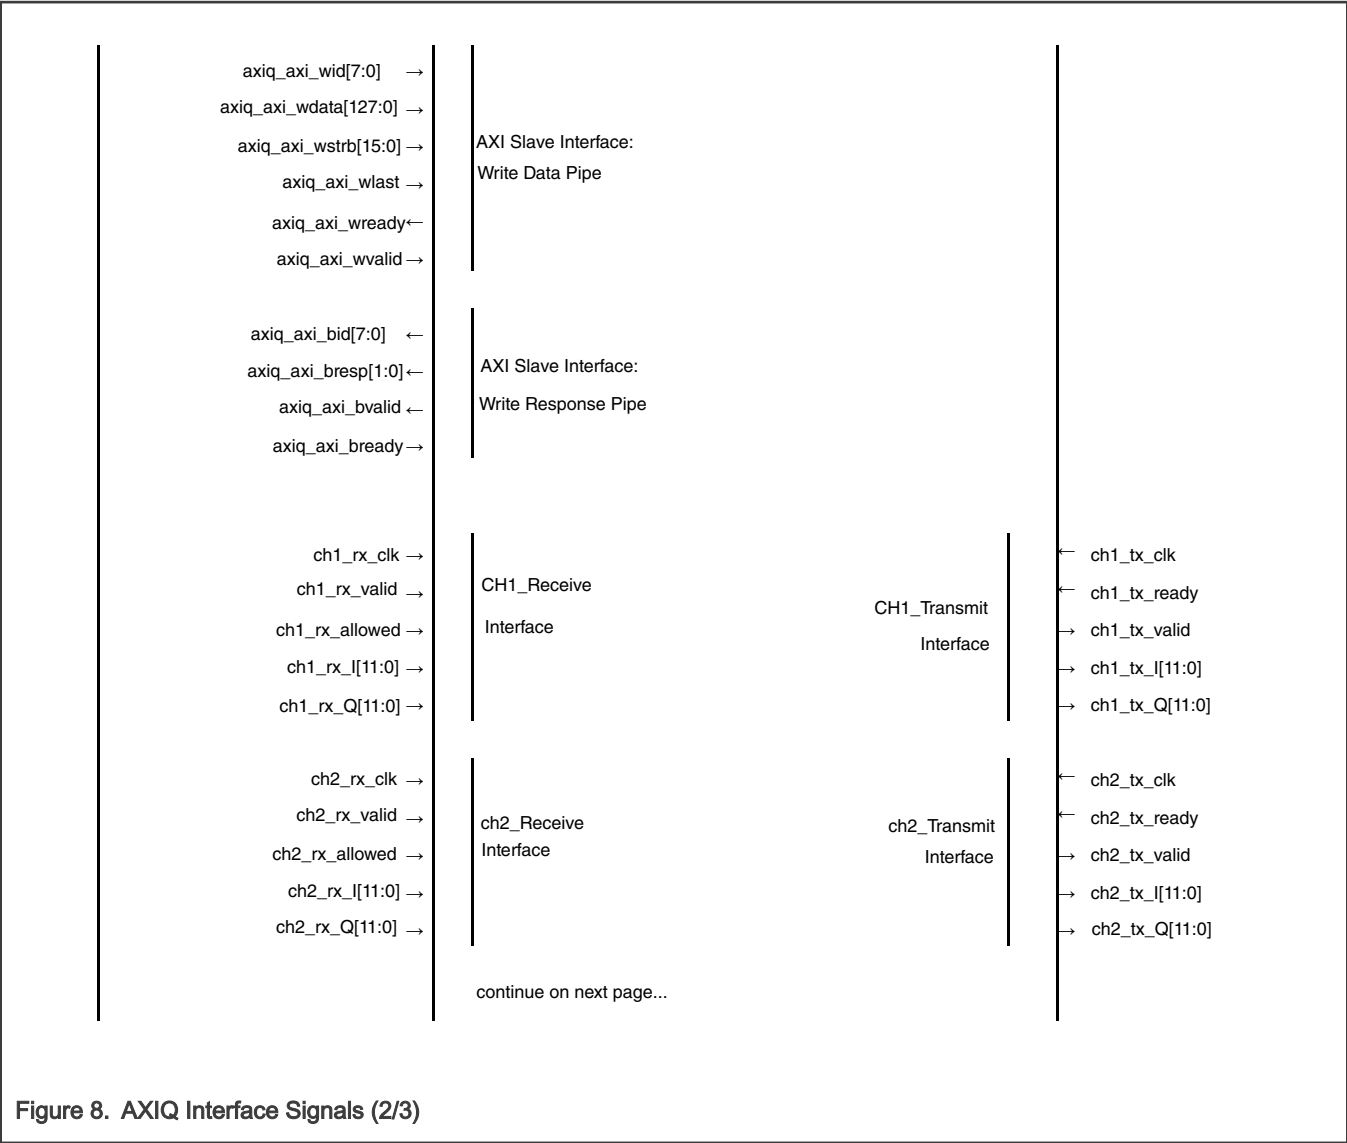 axiq_axi_wid[7:0] →
axiq_axi_wdata[127:0] →
axiq_axi_wstrb[15:0] →
axiq_axi_wlast →
axiq_axi_wready ←
axiq_axi_wvalid →
AXI Slave Interface:
Write Data Pipe
axiq_axi_bid[7:0] ←
axiq_axi_bresp[1:0] ←
axiq_axi_bvalid ←
axiq_axi_bready →
AXI Slave Interface:
Write Response Pipe
ch1_rx_clk →
ch1_rx_valid →
ch1_rx_allowed →
ch1_rx_I[11:0] →
ch1_rx_Q[11:0] →
CH1_Receive
Interface
CH1_Transmit
Interface
← ch1_tx_clk
← ch1_tx_ready
→ ch1_tx_valid
→ ch1_tx_I[11:0]
→ ch1_tx_Q[11:0]
ch2_rx_clk →
ch2_rx_valid →
ch2_rx_allowed →
ch2_rx_I[11:0] →
ch2_rx_Q[11:0] →
ch2_Receive
Interface
ch2_Transmit
Interface
← ch2_tx_clk
← ch2_tx_ready
→ ch2_tx_valid
→ ch2_tx_I[11:0]
→ ch2_tx_Q[11:0]
continue on next page...
Figure 8. AXIQ Interface Signals (2/3)